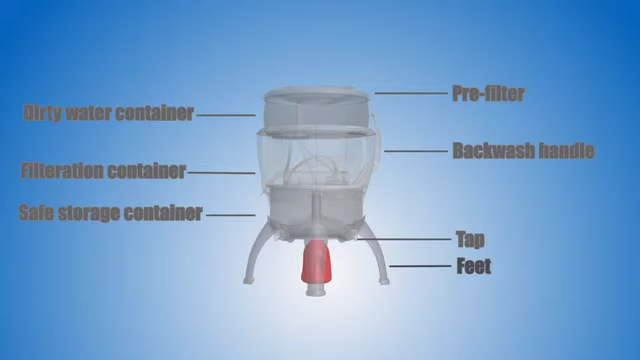 Pre-filter
Dirty water container
Backwash handle
Filteration container
Safe storage container
Tap
Feet